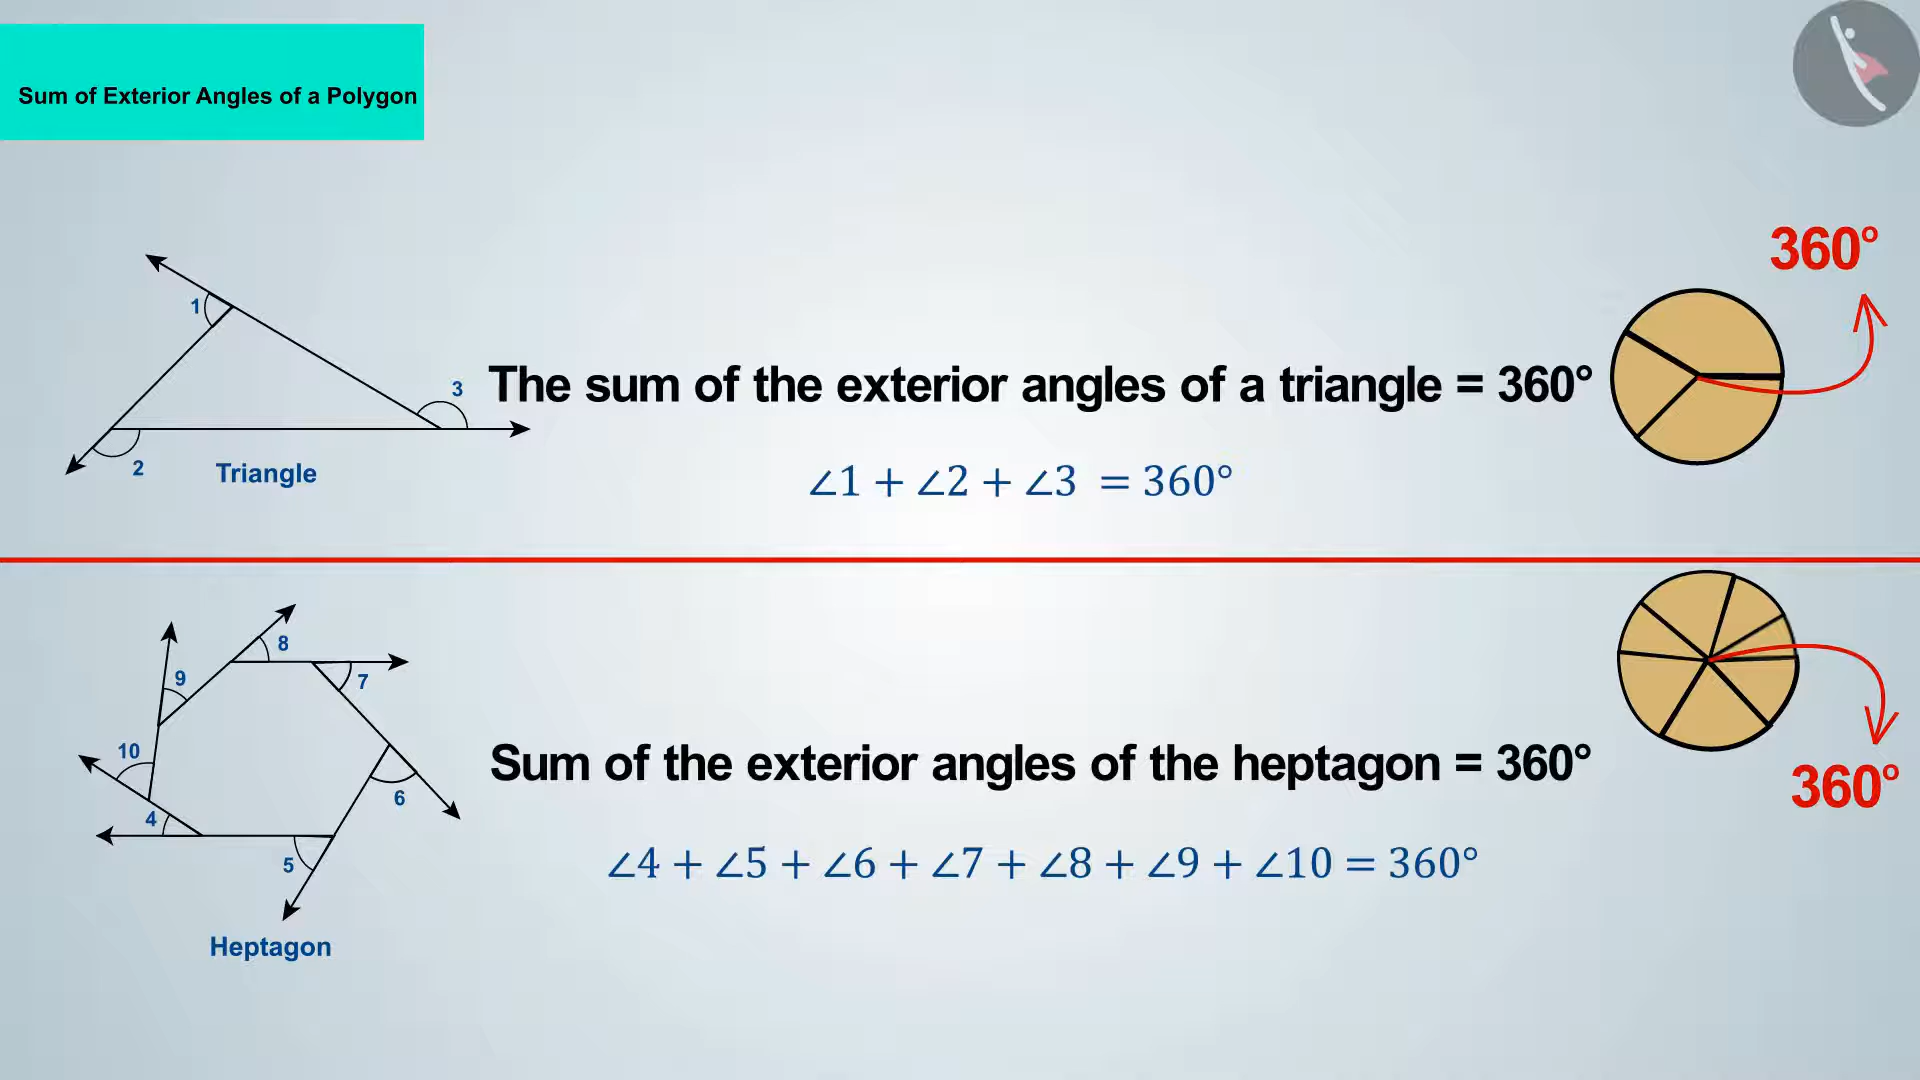 Sum of Exterior Angles of a Polygon
360°
1
3
The sum of the exterior angles of a triangle = 360°
2
Triangle
∠1 + ∠2 + ∠3 = 360°
8
9
7
10
Sum of the exterior angles of the heptagon = 360°
360°
6
4
5
∠4 + ∠5 + ∠6 + ∠7 + ∠8 + ∠9 + ∠10 = 360°
Heptagon